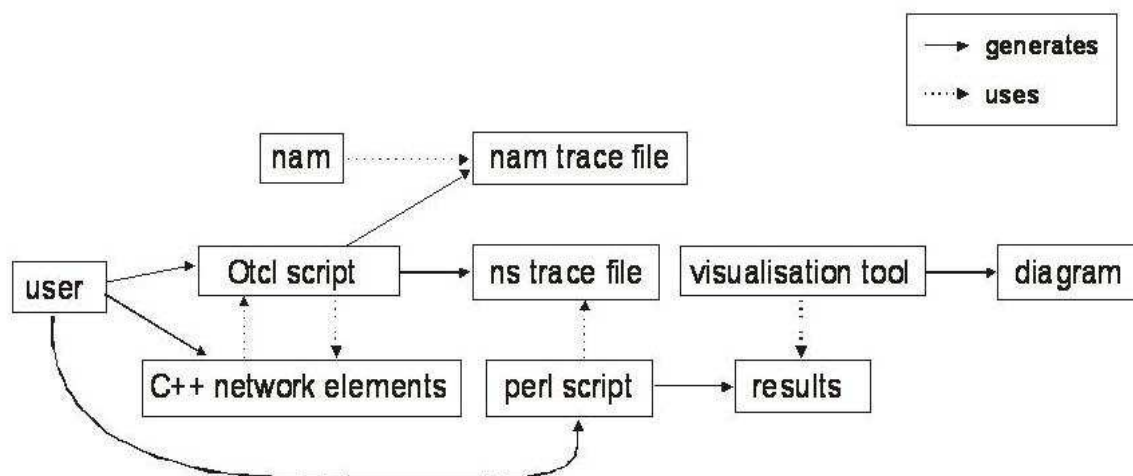 generates
uses
nam
nam trace file
user
Otcl script
ns trace file
visualisation tool
diagram
C++ network elements
perl script
results